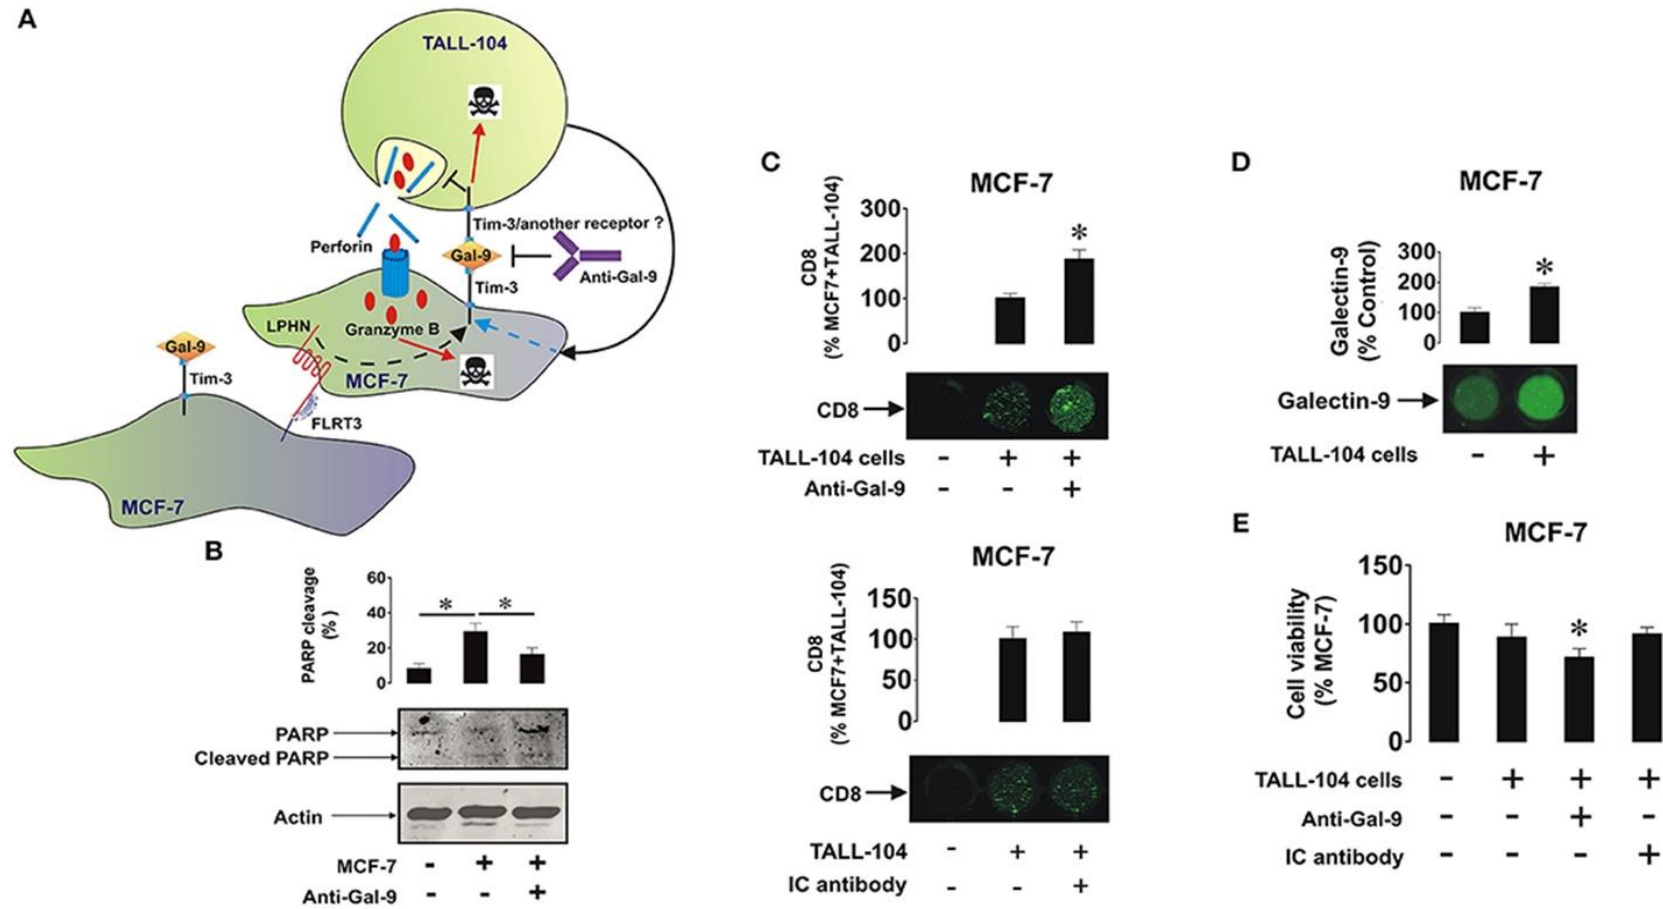 A
TALL-104
Tim-3/another receptor ?
Perforin
Gal-9
Anti-Gal-9
Tim-3
LPHN
Granzyme B
MCF-7
Gal-9
Tim-3
FLRT3
MCF-7
B
PARP cleavage
(% )
60
40
20
0
* *
PARP
Cleaved PARP
Actin
MCF-7 - + +
Anti-Gal-9 - - +
C
MCF-7
CD8
(% MCF7+TALL-104)
300
200
100
0
*
CD8
TALL-104 cells - + +
Anti-Gal-9 - - +
MCF-7
CD8
(% MCF7+TALL-104)
150
100
50
0
CD8
TALL-104 - + +
IC antibody - - +
D
MCF-7
Galectin-9
(% Control)
300
200
100
0
*
Galectin-9
TALL-104 cells - +
E
MCF-7
Cell viability
(% MCF-7)
150
100
50
0
*
TALL-104 cells - + + +
Anti-Gal-9 - - + -
IC antibody - - - +